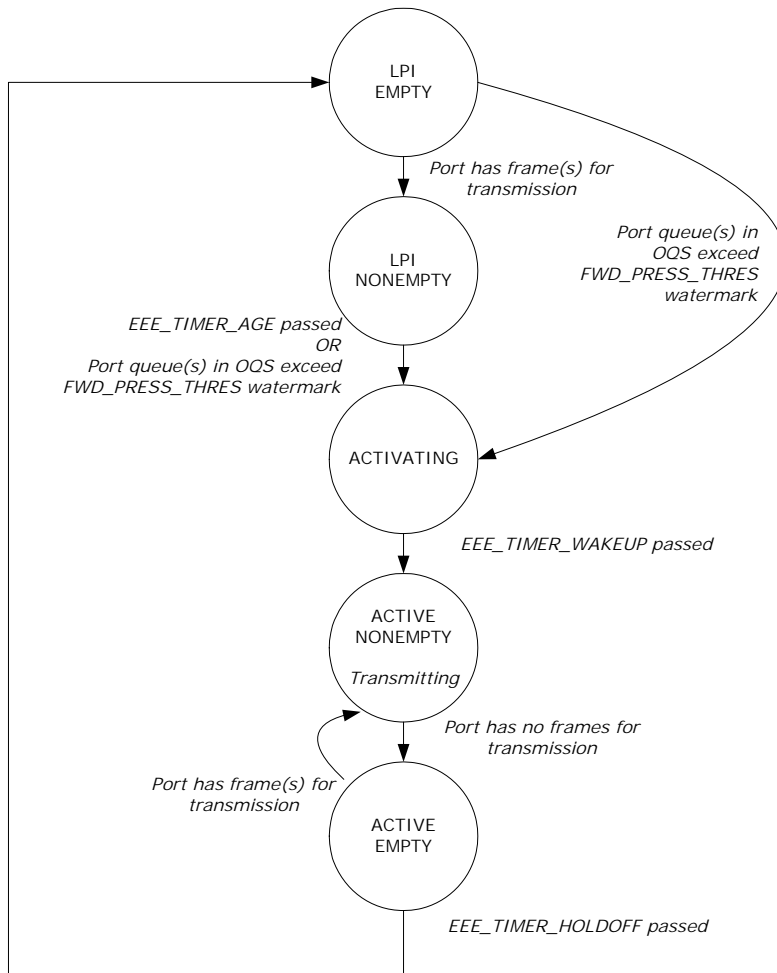 LPI
EMPTY
Port has frame(s) for
transmission
Port queue(s) in
OQS exceed
FWD_PRESS_THRES
watermark
LPI
NONEMPTY
EEE_TIMER_AGE passed
OR
Port queue(s) in OQS exceed
FWD_PRESS_THRES watermark
ACTIVATING
EEE_TIMER_WAKEUP passed
ACTIVE
NONEMPTY
Transmitting
Port has no frames for
transmission
Port has frame(s) for
transmission
ACTIVE
EMPTY
EEE_TIMER_HOLDOFF passed